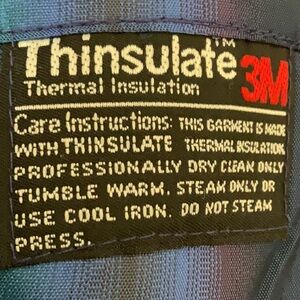 Thinsulate™ 3M
Thermal Insulation
Care Instructions: THIS GARMENT IS MADE
WITH THINSULATE THERMAL INSULATION.
PROFESSIONALLY DRY CLEAN ONLY
TUMBLE WARM. STEAM ONLY OR
USE COOL IRON. DO NOT STEAM
PRESS.